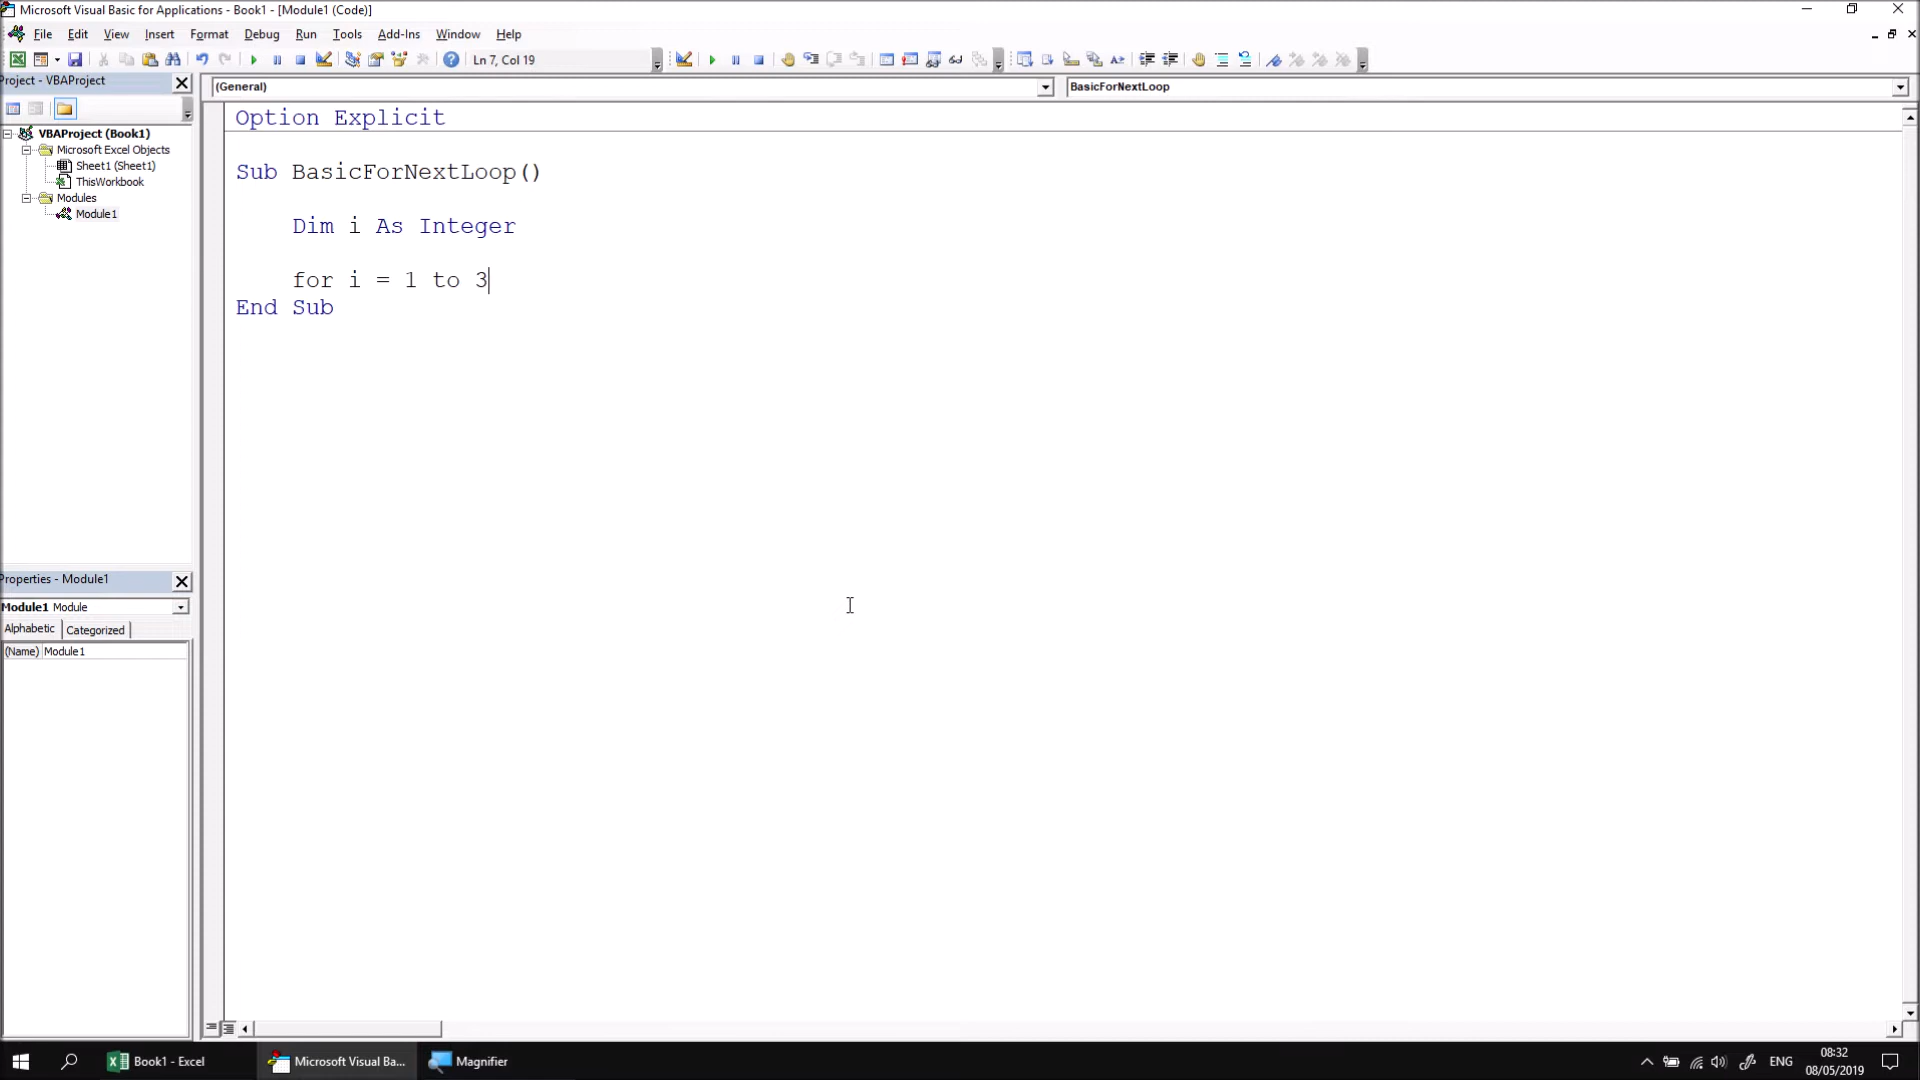 Microsoft Visual Basic for Applications - Book1 - [Module1 (Code)]
File Edit View Insert Format Debug Run Tools Add-Ins Window Help
Ln 7, Col 19
Project - VBAProject
(General)
BasicForNextLoop
VBAProject (Book1)
Microsoft Excel Objects
Sheet1 (Sheet1)
ThisWorkbook
Modules
Module1
Option Explicit
Sub BasicForNextLoop()
Dim i As Integer
for i = 1 to 3
End Sub
Properties - Module1
Module1 Module
Alphabetic Categorized
(Name) Module1
Book1 - Excel
Microsoft Visual Ba...
Magnifier
ENG
08:32
08/05/2019